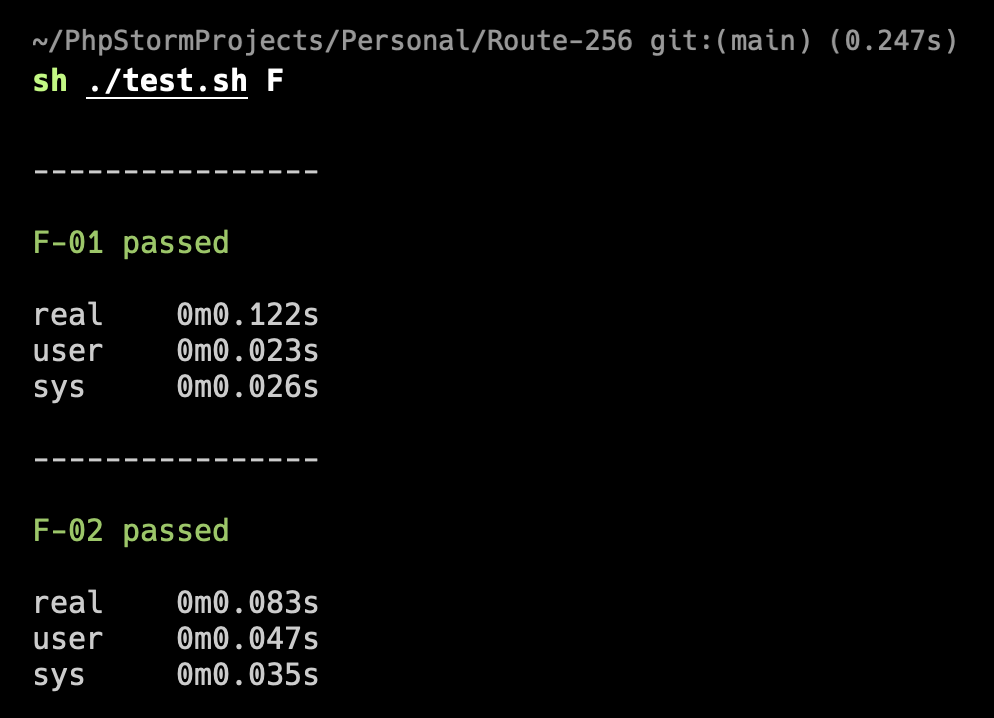 ~/PhpStormProjects/Personal/Route-256 git:(main) (0.247s)
sh ./test.sh F
----------------
F-01 passed
real    0m0.122s
user    0m0.023s
sys     0m0.026s
----------------
F-02 passed
real    0m0.083s
user    0m0.047s
sys     0m0.035s